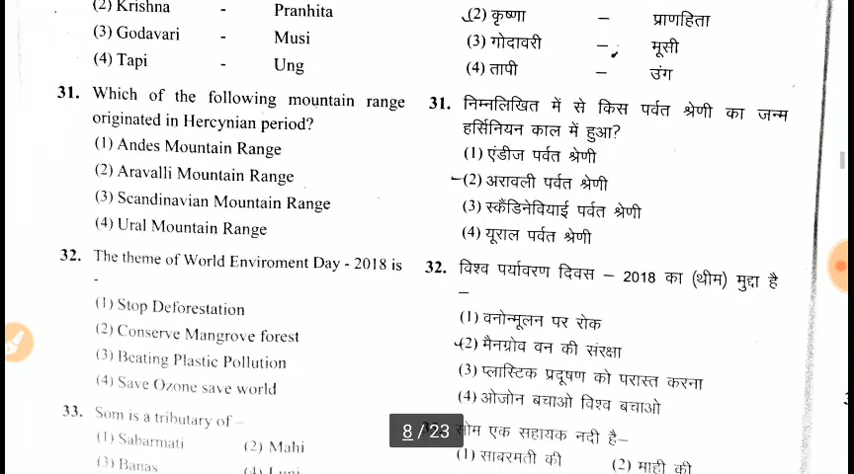 (2) Krishna - Pranhita
(3) Godavari - Musi
(4) Tapi - Ung
31. Which of the following mountain range
originated in Hercynian period?
(1) Andes Mountain Range
(2) Aravalli Mountain Range
(3) Scandinavian Mountain Range
(4) Ural Mountain Range
32. The theme of World Enviroment Day - 2018 is
-
(1) Stop Deforestation
(2) Conserve Mangrove forest
(3) Beating Plastic Pollution
(4) Save Ozone save world
33. Som is a tributary of –
(1) Sabarmati (2) Mahi
(3) Banas (4) Luni
(2) कृष्णा – प्राणहिता
(3) गोदावरी – मूसी
(4) तापी – उंग
31. निम्नलिखित में से किस पर्वत श्रेणी का जन्म
हर्सिनियन काल में हुआ?
(1) एंडीज पर्वत श्रेणी
(2) अरावली पर्वत श्रेणी
(3) स्कैंडिनेवियाई पर्वत श्रेणी
(4) यूराल पर्वत श्रेणी
32. विश्व पर्यावरण दिवस – 2018 का (थीम) मुद्दा है
–
(1) वनोन्मूलन पर रोक
(2) मैनग्रोव वन की संरक्षा
(3) प्लास्टिक प्रदूषण को परास्त करना
(4) ओजोन बचाओ विश्व बचाओ
सोम एक सहायक नदी है–
(1) साबरमती की (2) माही की
8 / 23